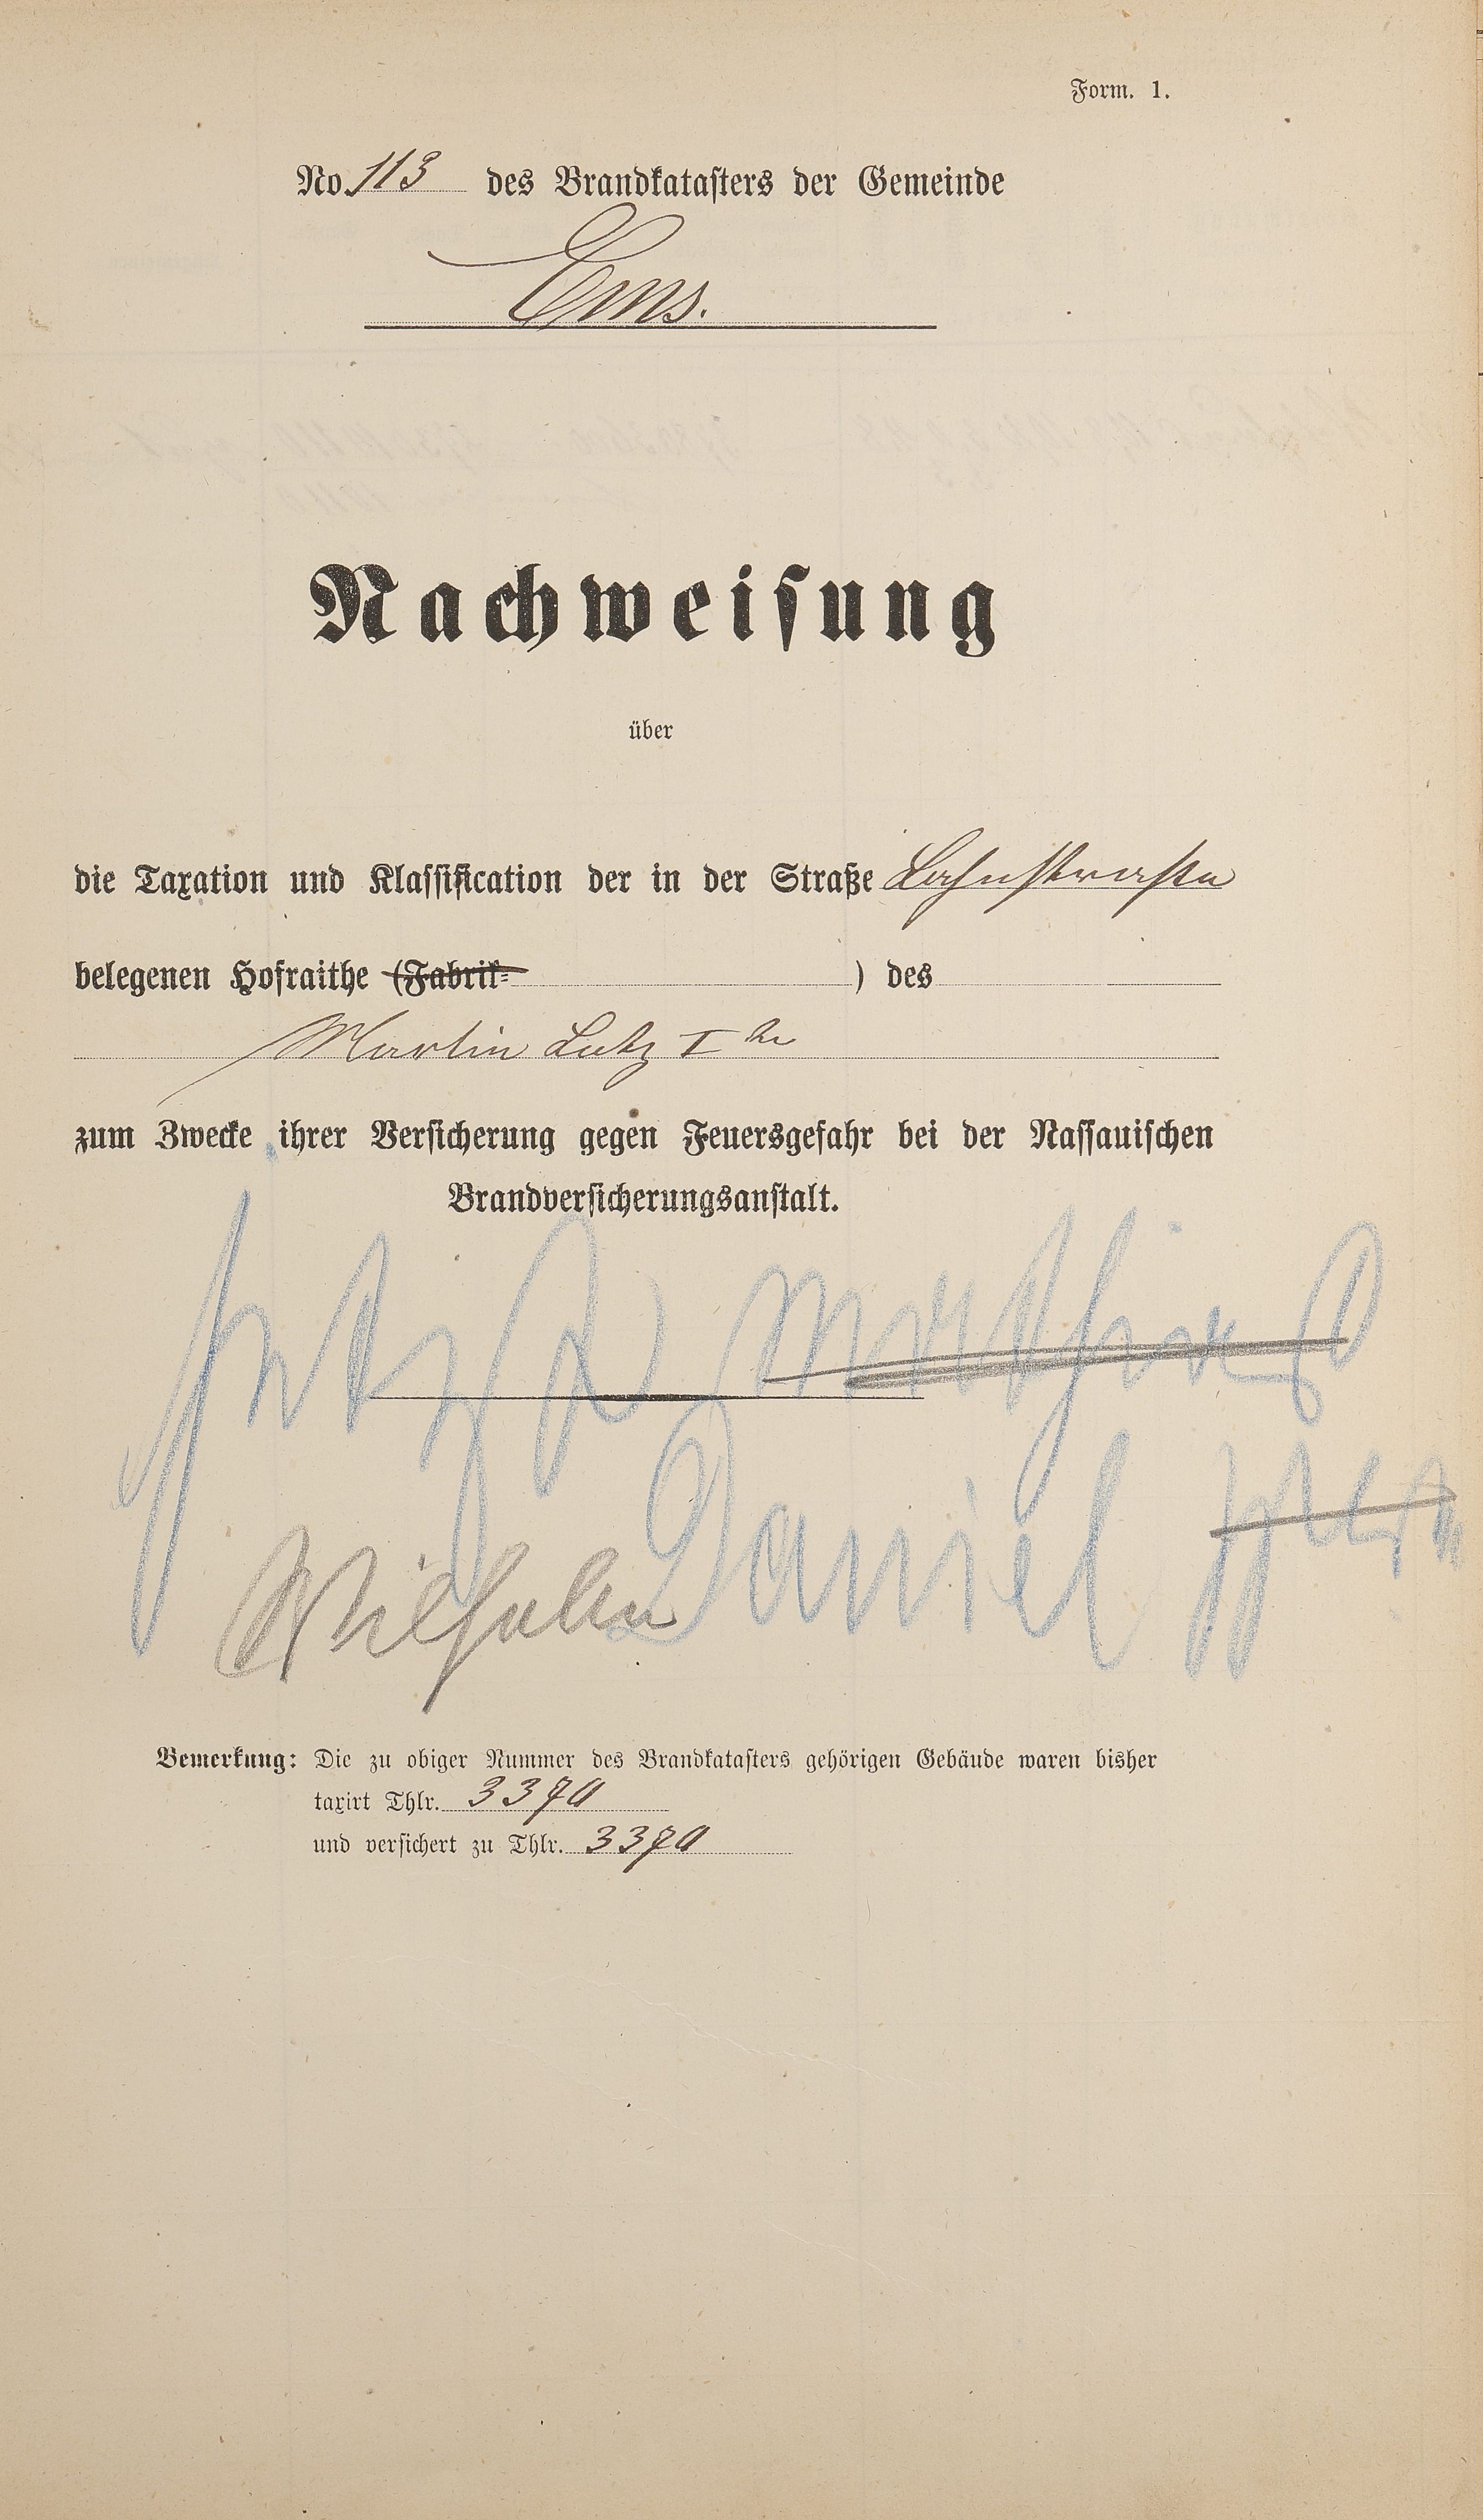 Form. 1.
No. 113 des Brandkatasters der Gemeinde
Ems.
Nachweisung
über
die Taxation und Klassification der in der Straße Lahnstraße
belegenen Hofraithe (Fabrik= ) des
Martin Lutz I
zum Zwecke ihrer Versicherung gegen Feuersgefahr bei der Nassauischen
Brandversicherungsanstalt.
jetzt
Wilhelm Daniel
Bemerkung: Die zu obiger Nummer des Brandkatasters gehörigen Gebäude waren bisher
taxirt Thlr. 3370
und versichert zu Thlr. 3370